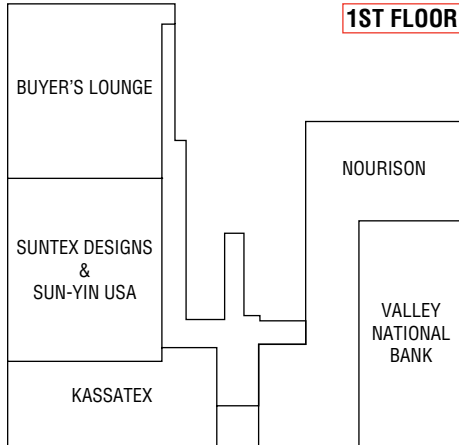 1ST FLOOR
BUYER'S LOUNGE
NOURISON
SUNTEX DESIGNS
&
SUN-YIN USA
VALLEY
NATIONAL
BANK
KASSATEX